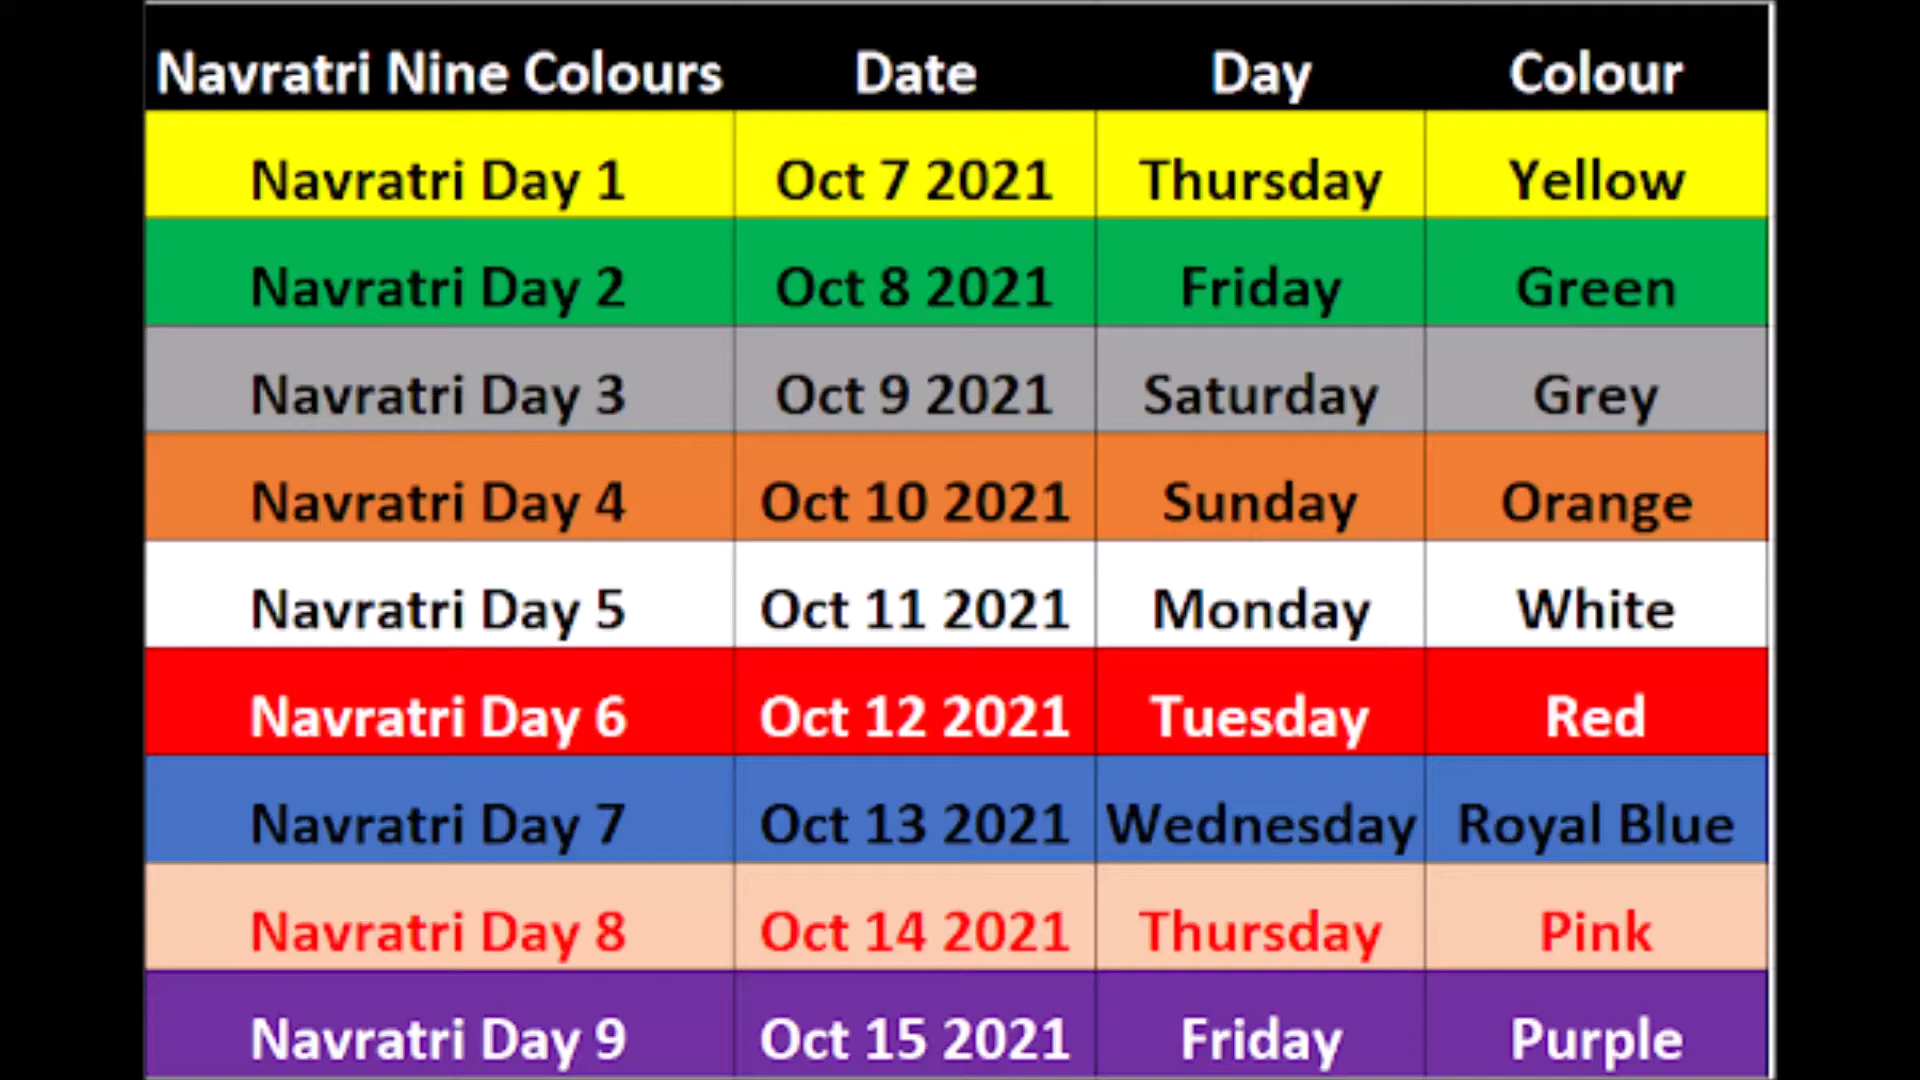 Navratri Nine Colours Date Day Colour
Navratri Day 1 Oct 7 2021 Thursday Yellow
Navratri Day 2 Oct 8 2021 Friday Green
Navratri Day 3 Oct 9 2021 Saturday Grey
Navratri Day 4 Oct 10 2021 Sunday Orange
Navratri Day 5 Oct 11 2021 Monday White
Navratri Day 6 Oct 12 2021 Tuesday Red
Navratri Day 7 Oct 13 2021 Wednesday Royal Blue
Navratri Day 8 Oct 14 2021 Thursday Pink
Navratri Day 9 Oct 15 2021 Friday Purple